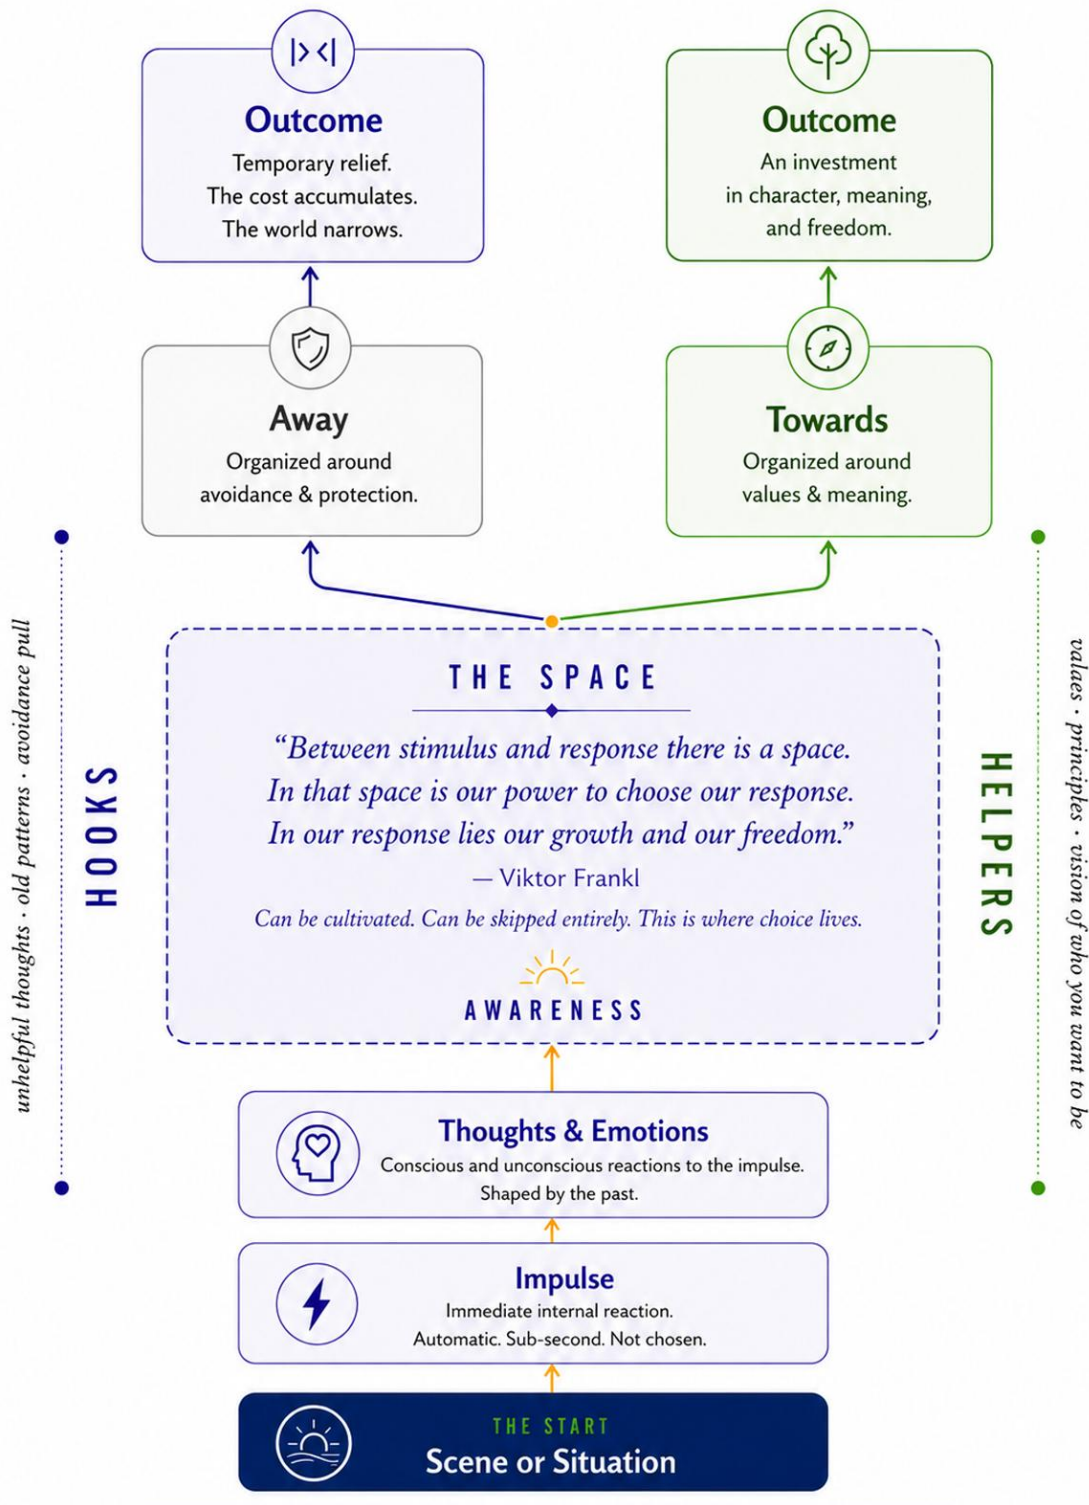 Outcome
Temporary relief.
The cost accumulates.
The world narrows.
Outcome
An investment
in character, meaning,
and freedom.
Away
Organized around
avoidance & protection.
Towards
Organized around
values & meaning.
unhelpful thoughts · old patterns · avoidance pull
HOOKS
THE SPACE
“Between stimulus and response there is a space.
In that space is our power to choose our response.
In our response lies our growth and our freedom.”
— Viktor Frankl
Can be cultivated. Can be skipped entirely. This is where choice lives.
AWARENESS
HELPERS
valaes · principles · vision of who you want to be
Thoughts & Emotions
Conscious and unconscious reactions to the impulse.
Shaped by the past.
Impulse
Immediate internal reaction.
Automatic. Sub-second. Not chosen.
THE START
Scene or Situation